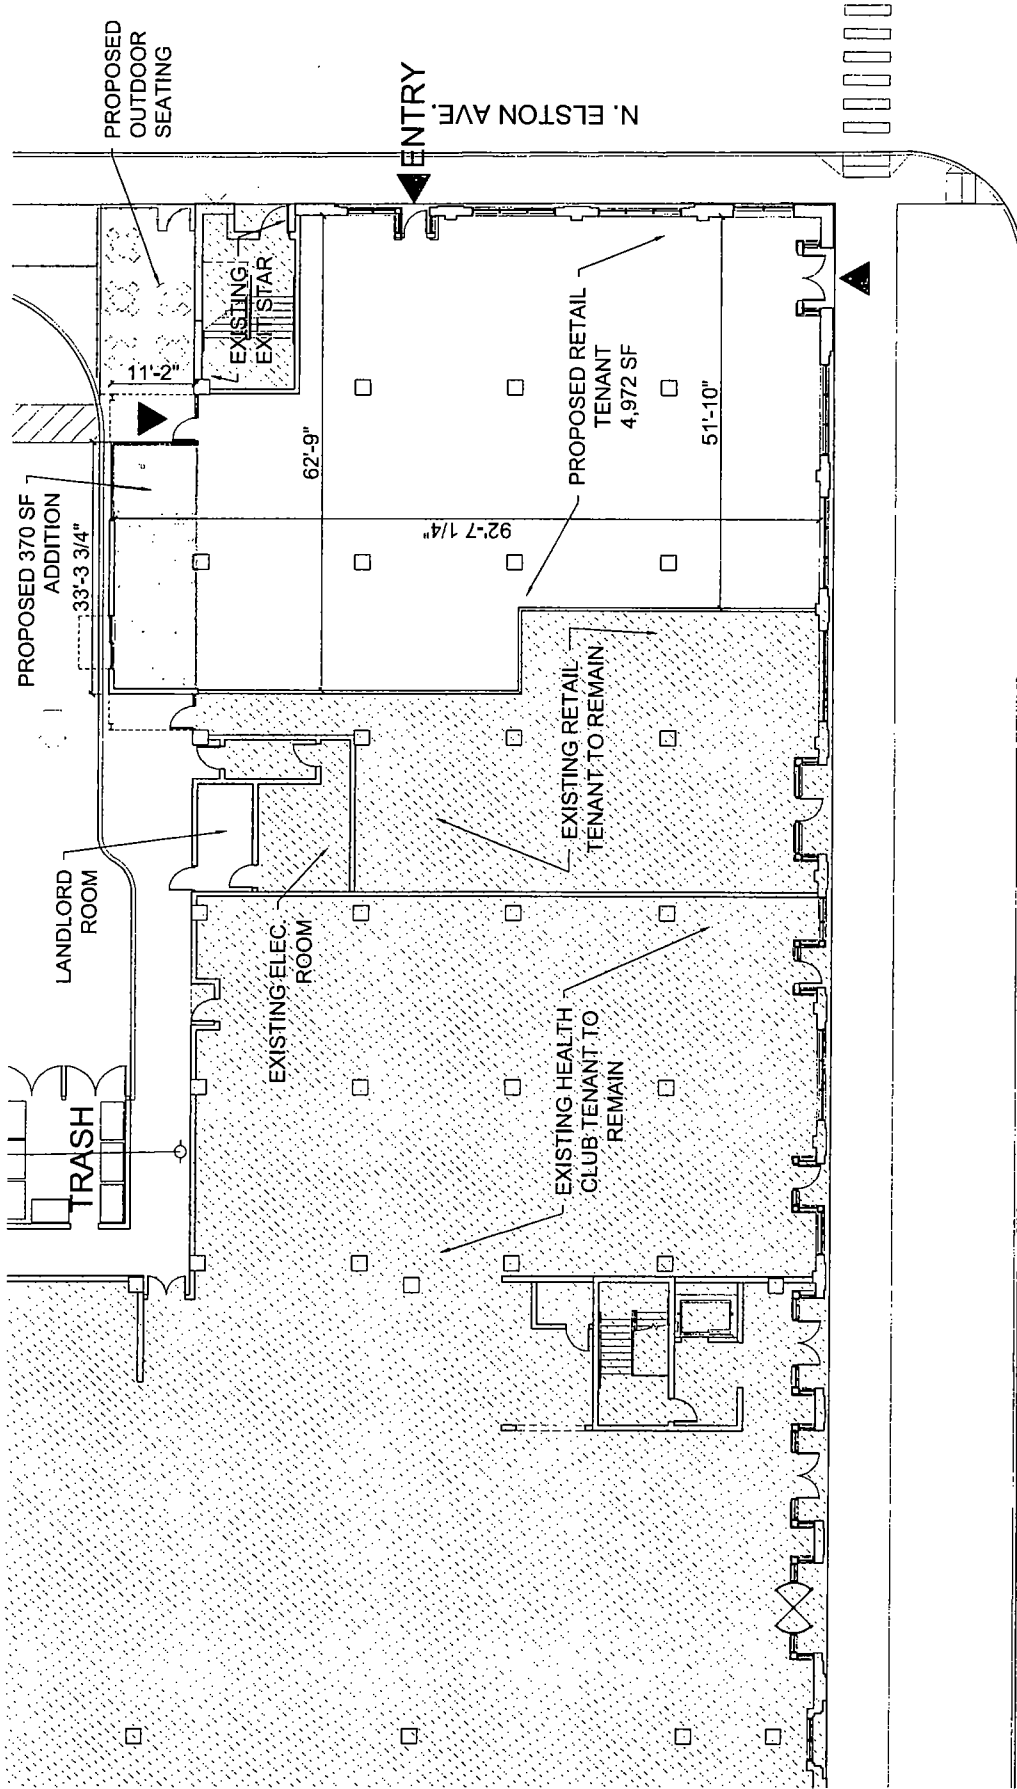 PROPOSED
OUTDOOR
SEATING
N. ELSTON AVE.
ENTRY
EXISTING
EXIT STAR
11'-2"
PROPOSED 370 SF
ADDITION
33'-3 3/4"
62'-9"
92'-7 1/4"
PROPOSED RETAIL
TENANT
4,972 SF
51'-10"
LANDLORD
ROOM
EXISTING ELEC.
ROOM
EXISTING RETAIL
TENANT TO REMAIN
TRASH
EXISTING HEALTH
CLUB TENANT TO
REMAIN